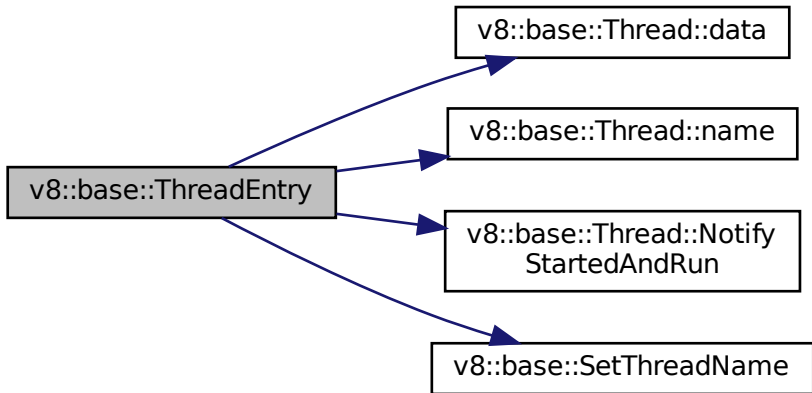 v8::base::Thread::data
v8::base::Thread::name
v8::base::ThreadEntry
v8::base::Thread::Notify
StartedAndRun
v8::base::SetThreadName